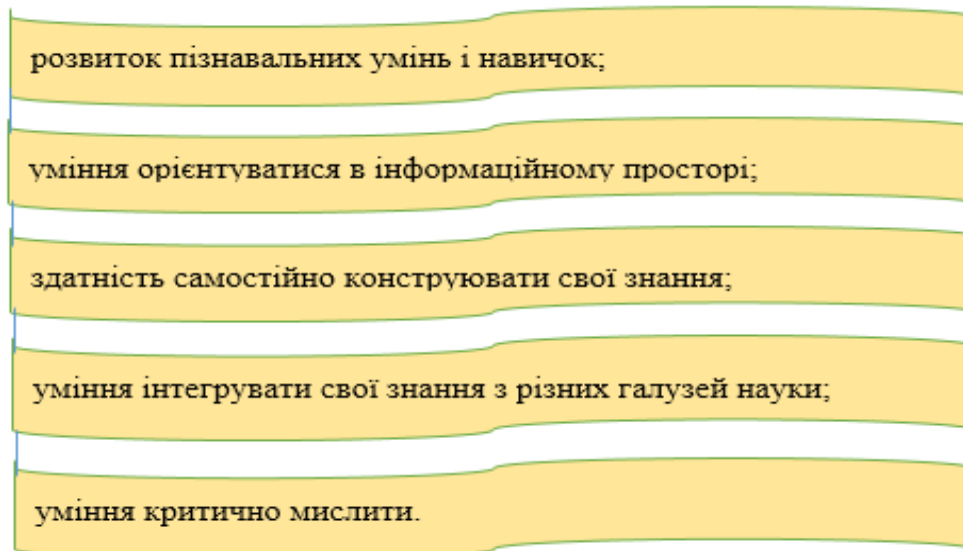 розвиток пізнавальних умінь і навичок;
уміння орієнтуватися в інформаційному просторі;
здатність самостійно конструювати свої знання;
уміння інтегрувати свої знання з різних галузей науки;
уміння критично мислити.